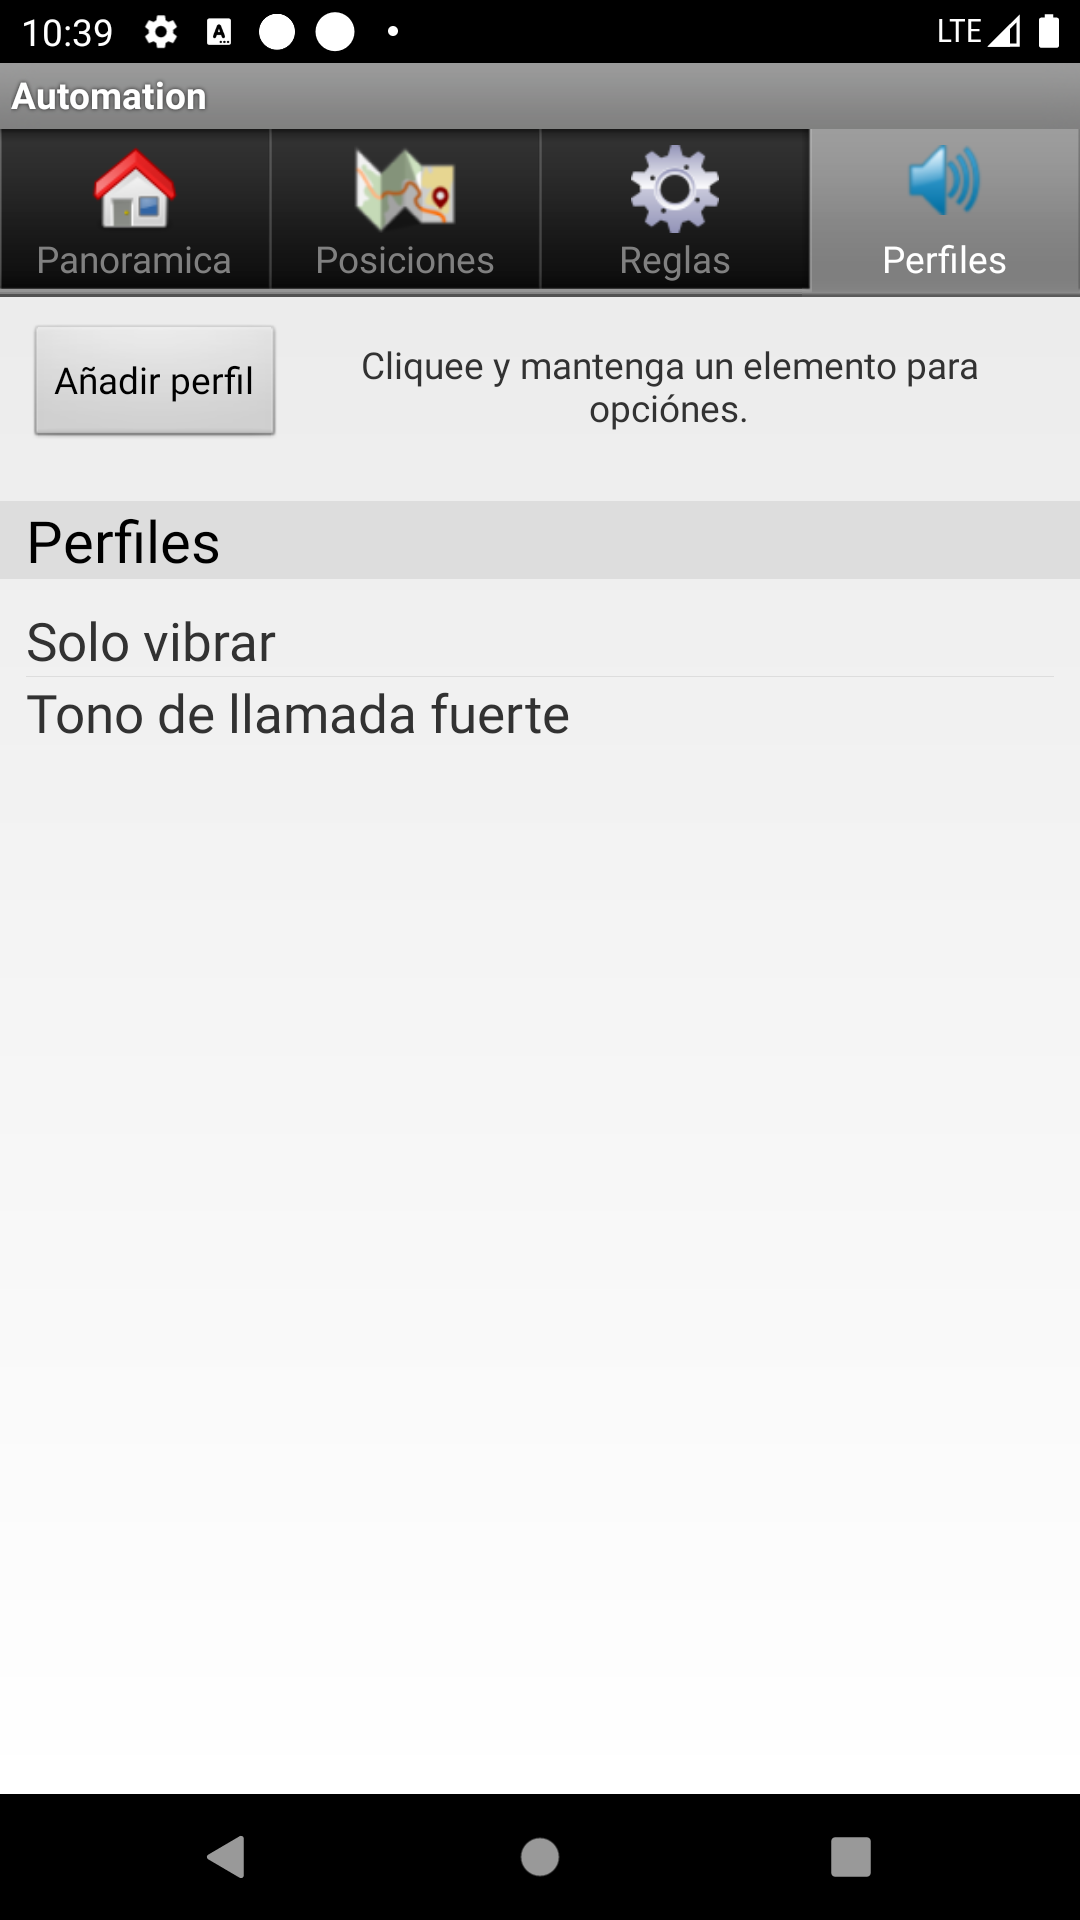 10:39
LTE
Automation
Panoramica
Posiciones
Reglas
Perfiles
Añadir perfil
Cliquee y mantenga un elemento para
opciónes.
Perfiles
Solo vibrar
Tono de llamada fuerte